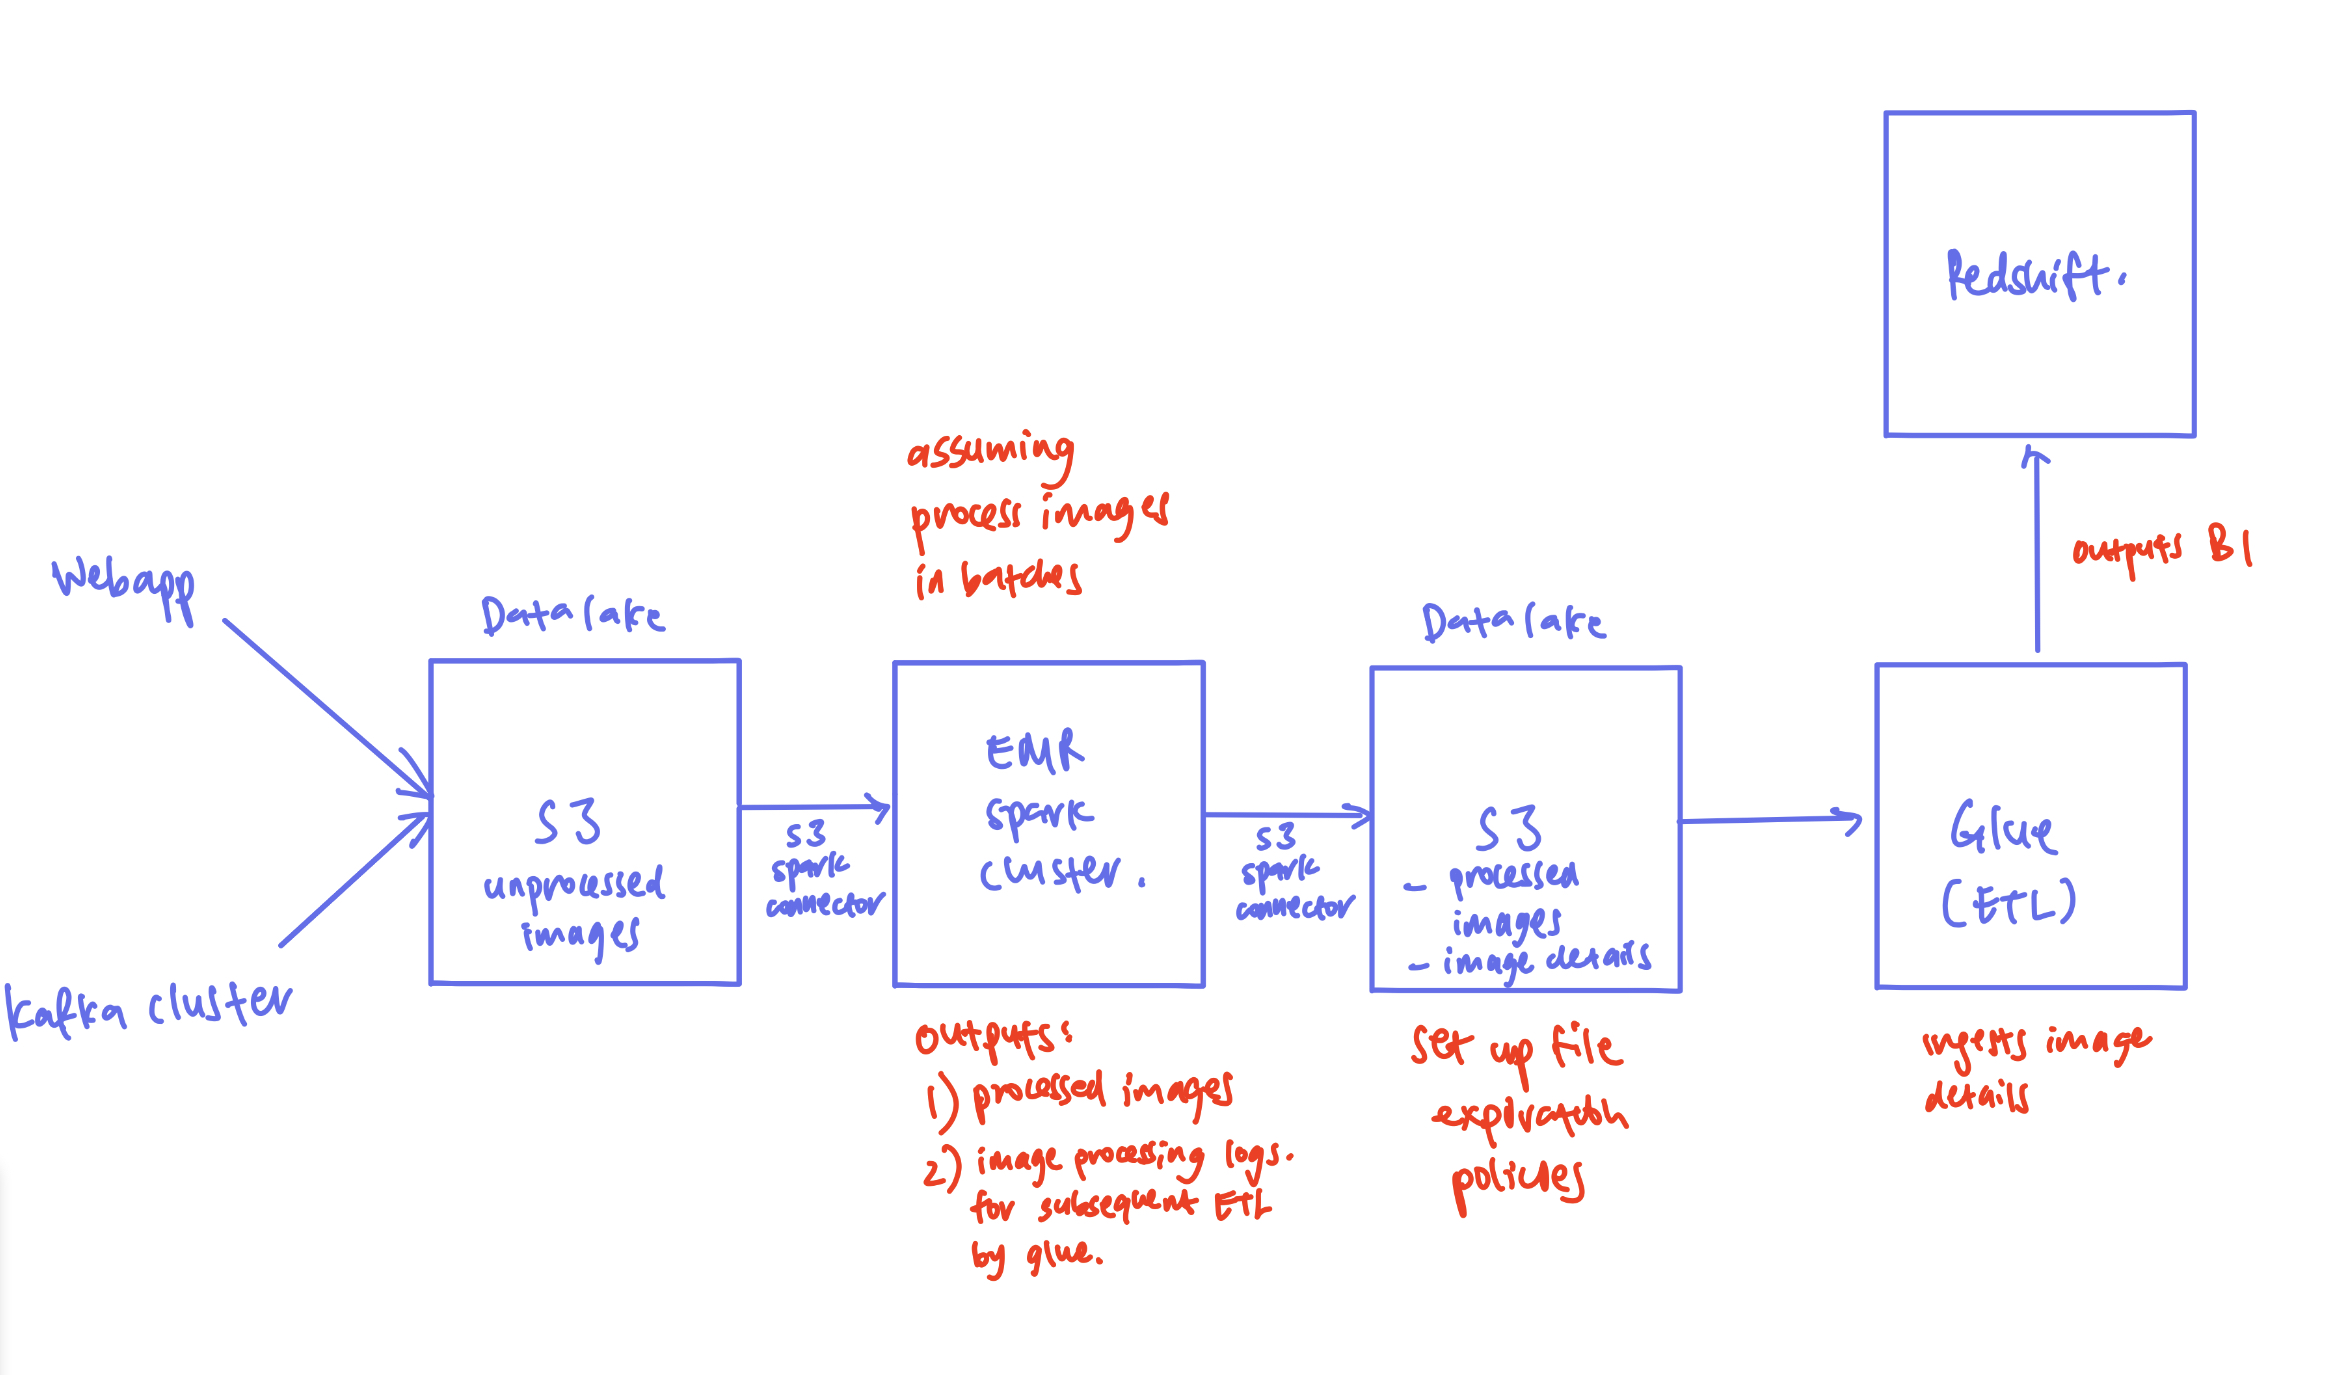 Webapp
Kafka cluster
Data lake
S3
unprocessed
images
s3
spark
connector
assuming
process images
in batches
EMR
spark
cluster.
outputs:
1) processed images
2) image processing logs.
for subsequent ETL
by glue.
s3
spark
connector
Data lake
S3
- processed
images
- image details
set up file
expiration
policies
Glue
(ETL)
ingests image
details
outputs BI
Redshift.